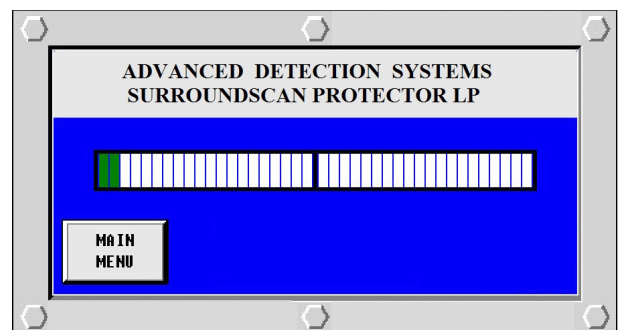 ADVANCED DETECTION SYSTEMS
SURROUNDSCAN PROTECTOR LP
MAIN
MENU